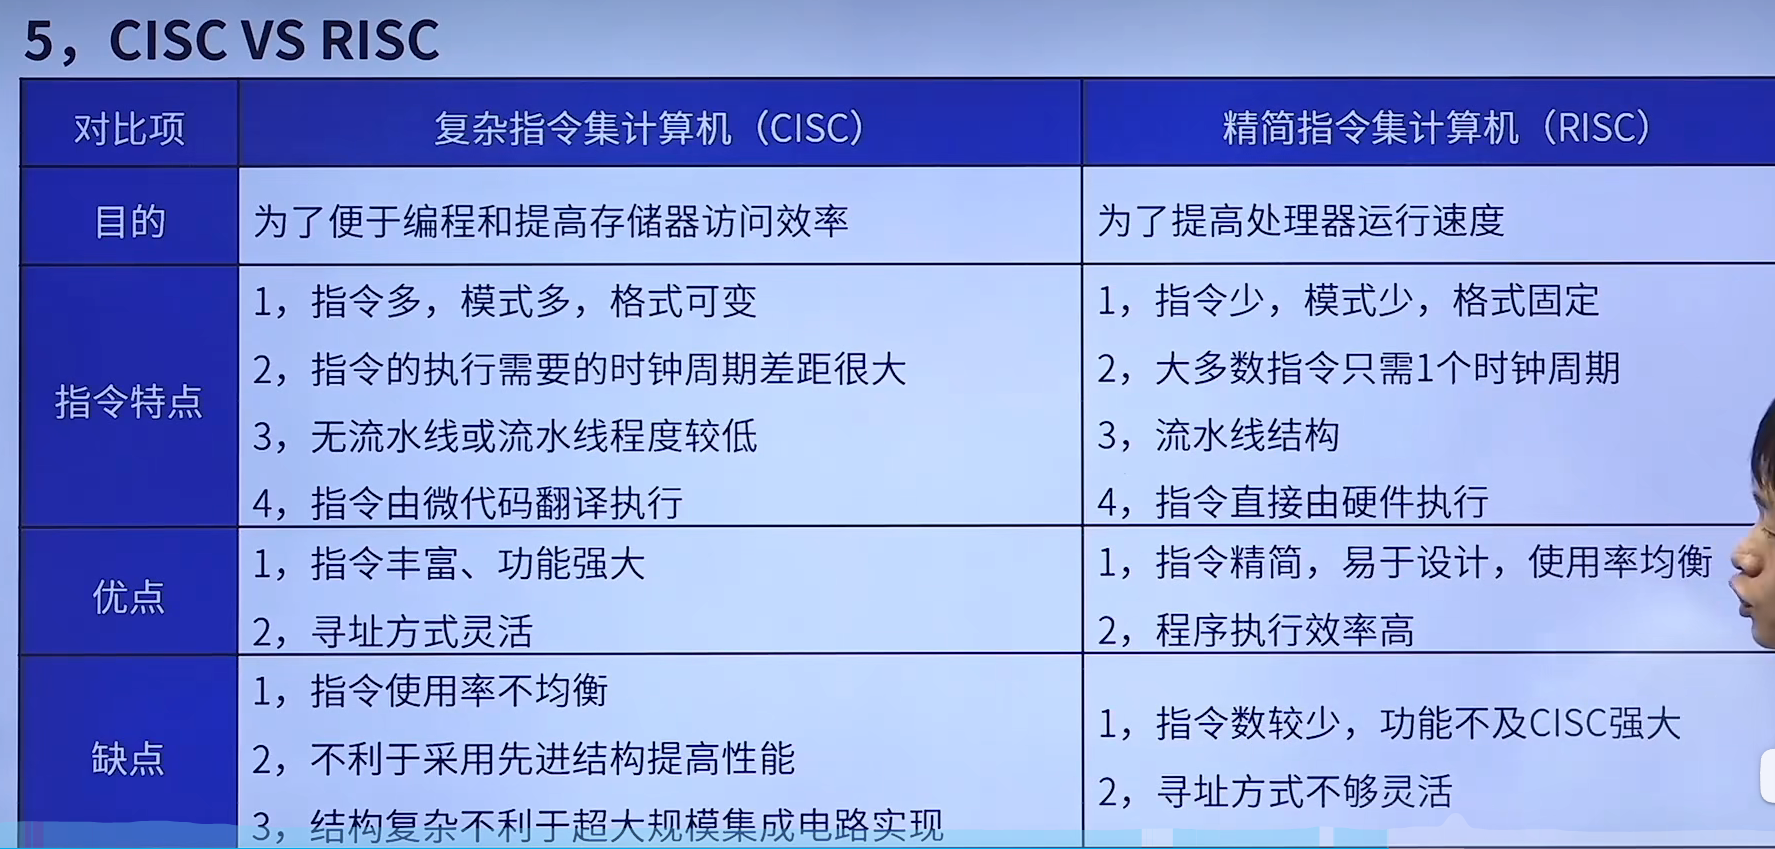 5，CISC VS RISC
对比项
复杂指令集计算机（CISC）
精简指令集计算机（RISC）
目的
为了便于编程和提高存储器访问效率
为了提高处理器运行速度
指令特点
1，指令多，模式多，格式可变
2，指令的执行需要的时钟周期差距很大
3，无流水线或流水线程度较低
4，指令由微代码翻译执行
1，指令少，模式少，格式固定
2，大多数指令只需1个时钟周期
3，流水线结构
4，指令直接由硬件执行
优点
1，指令丰富、功能强大
2，寻址方式灵活
1，指令精简，易于设计，使用率均衡
2，程序执行效率高
缺点
1，指令使用率不均衡
2，不利于采用先进结构提高性能
3，结构复杂不利于超大规模集成电路实现
1，指令数较少，功能不及CISC强大
2，寻址方式不够灵活